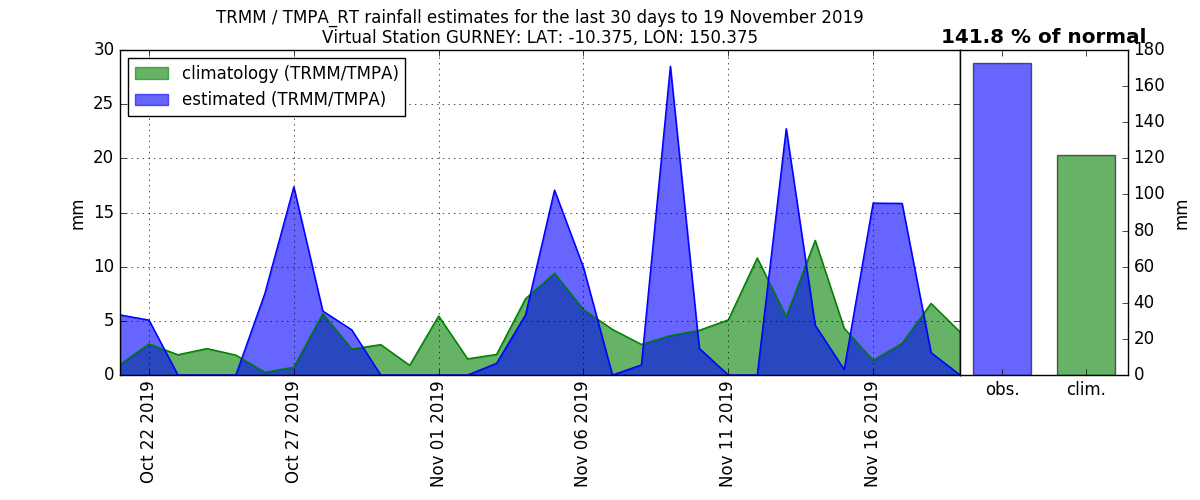 TRMM / TMPA_RT rainfall estimates for the last 30 days to 19 November 2019
Virtual Station GURNEY: LAT: -10.375, LON: 150.375
141.8 % of normal
climatology (TRMM/TMPA)
estimated (TRMM/TMPA)
mm
30
25
20
15
10
5
0
Oct 22 2019
Oct 27 2019
Nov 01 2019
Nov 06 2019
Nov 11 2019
Nov 16 2019
obs.
clim.
180
160
140
120
100
80
60
40
20
0
mm